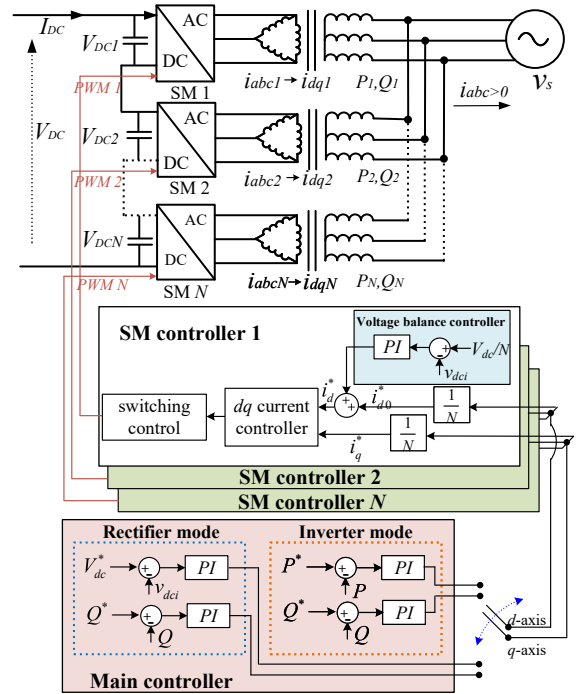 I_DC
V_DC1
AC
DC
PWM 1
SM 1
i_abc1 → i_dq1
P_1,Q_1
v_s
i_abc>0
V_DC
V_DC2
AC
DC
PWM 2
SM 2
i_abc2 → i_dq2
P_2,Q_2
V_DCN
AC
DC
PWM N
SM N
i_abcN → i_dqN
P_N,Q_N
SM controller 1
Voltage balance controller
PI
+
-
V_dc/N
v_dci
i_d^*
+
+
i_d0^*
1/N
switching control
dq current controller
i_q^*
1/N
SM controller 2
SM controller N
Rectifier mode
Inverter mode
V_dc^*
+
-
PI
v_dci
P^*
+
-
PI
P
Q^*
+
-
PI
Q
Q^*
+
-
PI
Q
d-axis
q-axis
Main controller